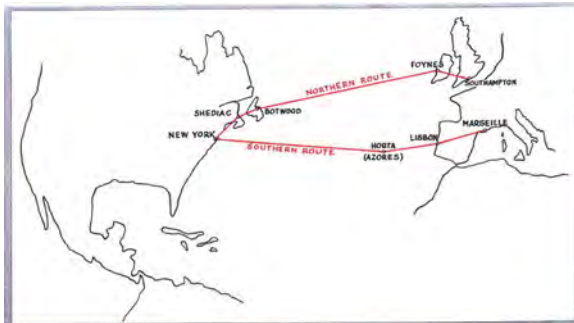 FOYNES
SOUTHAMPTON
NORTHERN ROUTE
SHEDIAC
BOTWOOD
NEW YORK
MARSEILLE
LISBON
HORTA
(AZORES)
SOUTHERN ROUTE